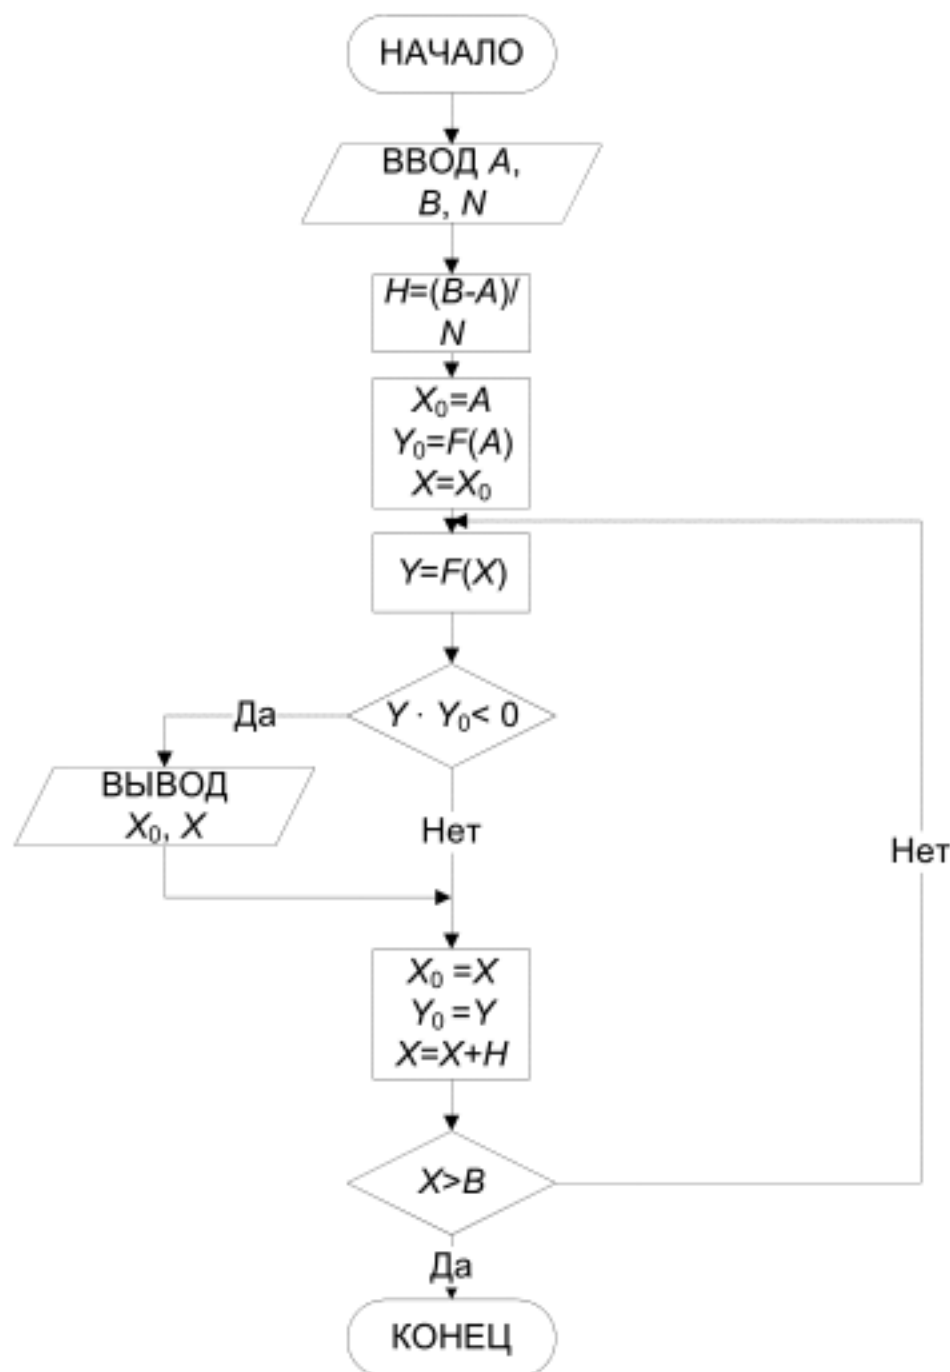 НАЧАЛО
ВВОД A,
B, N
H=(B-A)/
N
X₀=A
Y₀=F(A)
X=X₀
Y=F(X)
Y · Y₀< 0
Да
ВЫВОД
X₀, X
Нет
Нет
X₀ =X
Y₀ =Y
X=X+H
X>B
Да
КОНЕЦ